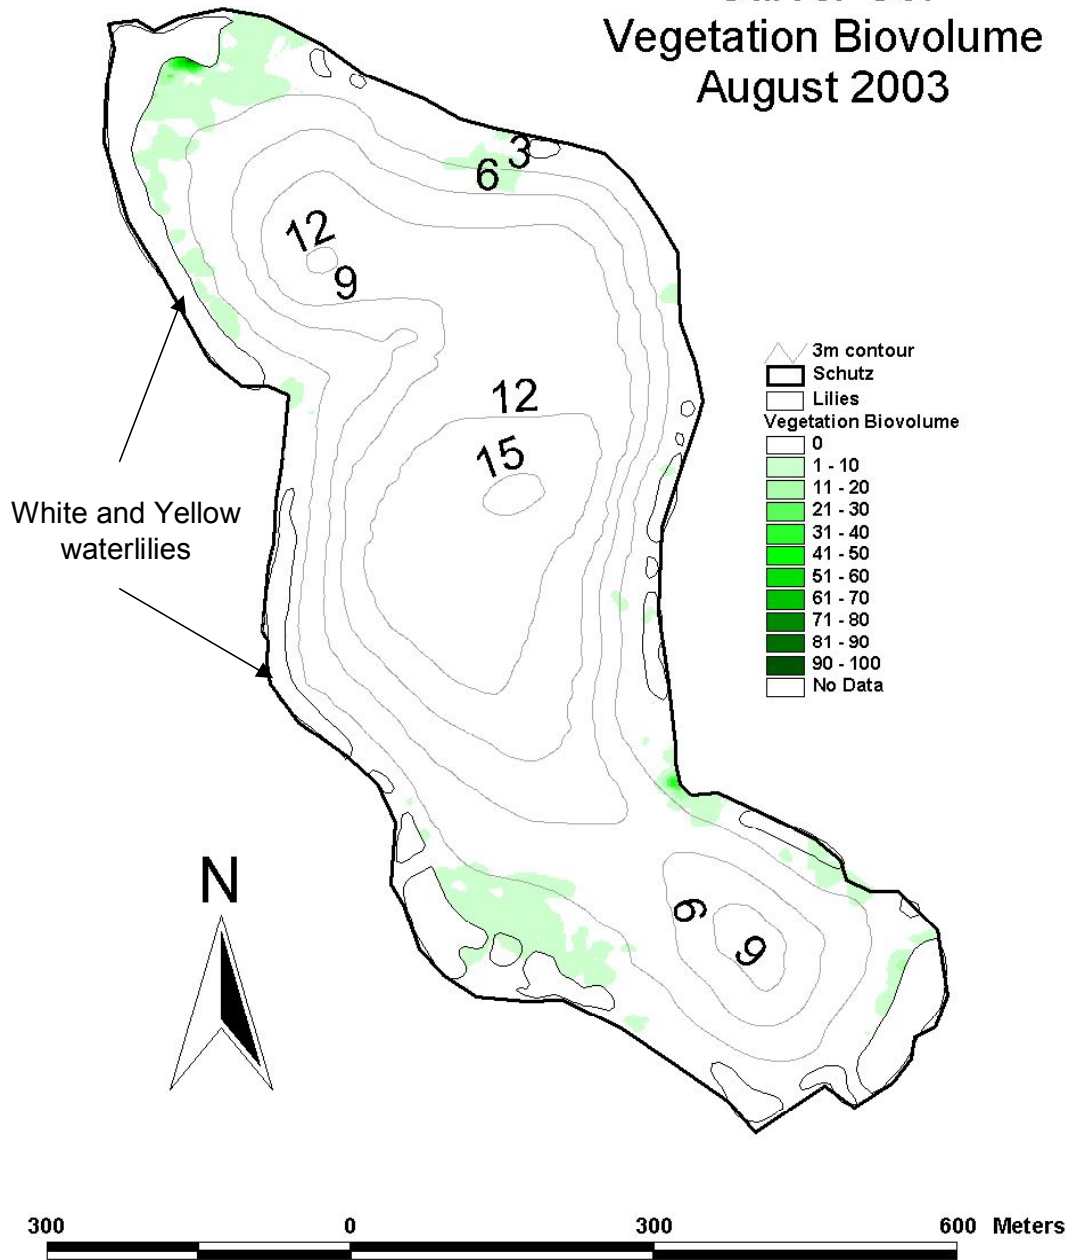 Vegetation Biovolume
August 2003
3
6
12
9
12
15
3m contour
Schutz
Lilies
Vegetation Biovolume
0
1 - 10
11 - 20
21 - 30
31 - 40
41 - 50
51 - 60
61 - 70
71 - 80
81 - 90
90 - 100
No Data
White and Yellow
waterlilies
N
6
9
300 0 300 600 Meters